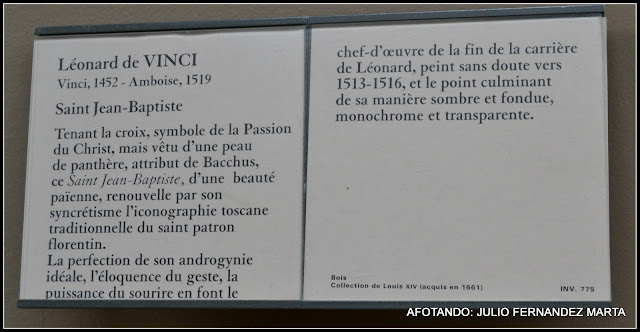 Léonard de VINCI
Vinci, 1452 - Amboise, 1519
Saint Jean-Baptiste
Tenant la croix, symbole de la Passion
du Christ, mais vêtu d'une peau
de panthère, attribut de Bacchus,
ce Saint Jean-Baptiste, d'une beauté
païenne, renouvelle par son
syncrétisme l'iconographie toscane
traditionnelle du saint patron
florentin.
La perfection de son androgynie
idéale, l'éloquence du geste, la
puissance du sourire en font le
chef-d'œuvre de la fin de la carrière
de Léonard, peint sans doute vers
1513-1516, et le point culminant
de sa manière sombre et fondue,
monochrome et transparente.
Bois
Collection de Louis XIV (acquis en 1661)
INV. 775
AFOTANDO: JULIO FERNANDEZ MARTA